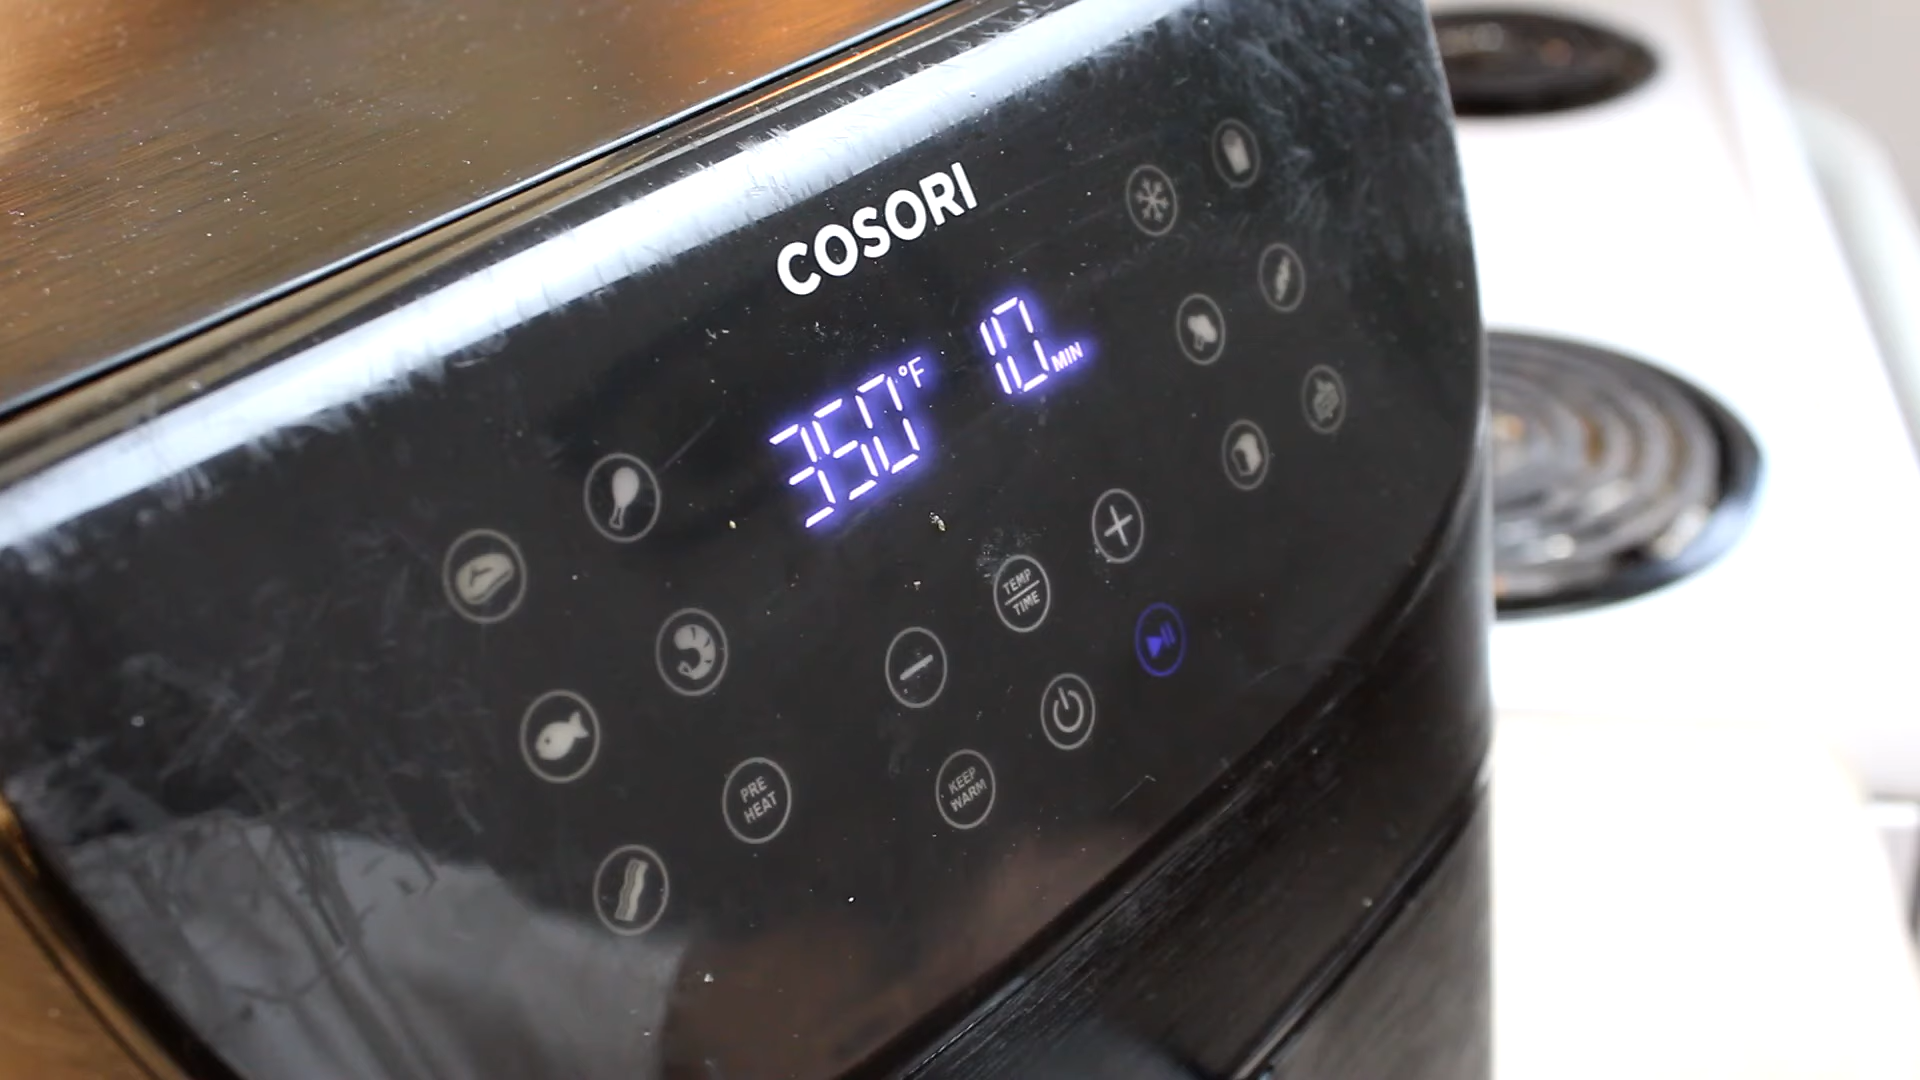 COSORI
350°F 10 MIN
TEMP
TIME
PRE
HEAT
KEEP
WARM